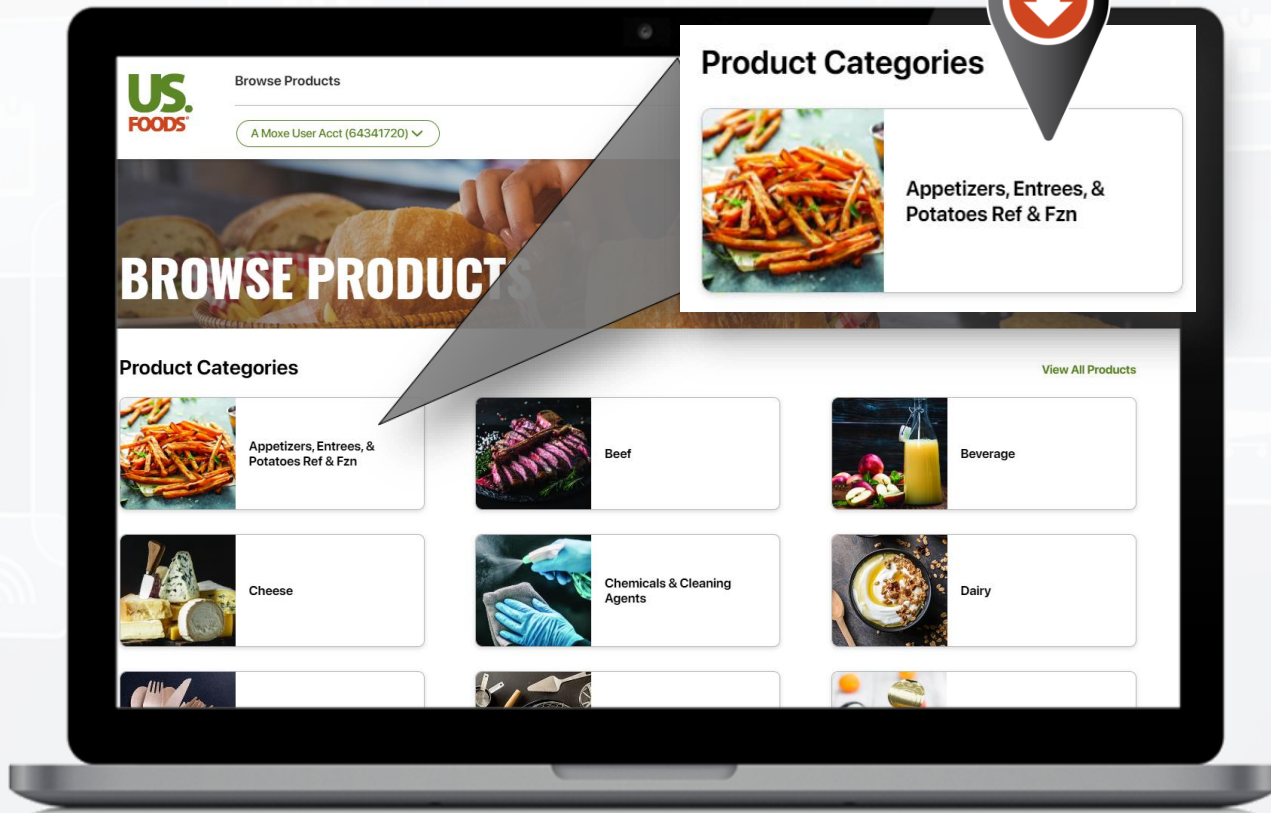 US.
FOODS
Browse Products
A Moxe User Acct (64341720)
BROWSE PRODUCT
Product Categories
Appetizers, Entrees, &
Potatoes Ref & Fzn
Product Categories
View All Products
Appetizers, Entrees, &
Potatoes Ref & Fzn
Beef
Beverage
Cheese
Chemicals & Cleaning
Agents
Dairy